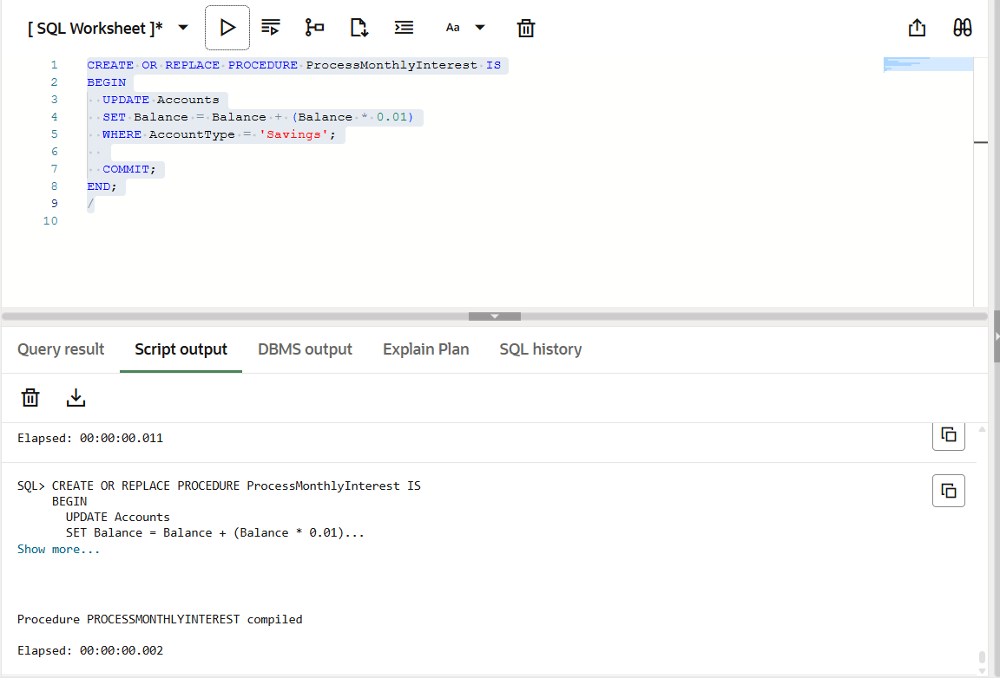 [ SQL Worksheet ]*
Aa
1 CREATE OR REPLACE PROCEDURE ProcessMonthlyInterest IS
2 BEGIN
3 UPDATE Accounts
4 SET Balance = Balance + (Balance * 0.01)
5 WHERE AccountType = 'Savings';
6
7 COMMIT;
8 END;
9 /
10
Query result Script output DBMS output Explain Plan SQL history
Elapsed: 00:00:00.011
SQL> CREATE OR REPLACE PROCEDURE ProcessMonthlyInterest IS
BEGIN
UPDATE Accounts
SET Balance = Balance + (Balance * 0.01)...
Show more...
Procedure PROCESSMONTHLYINTEREST compiled
Elapsed: 00:00:00.002